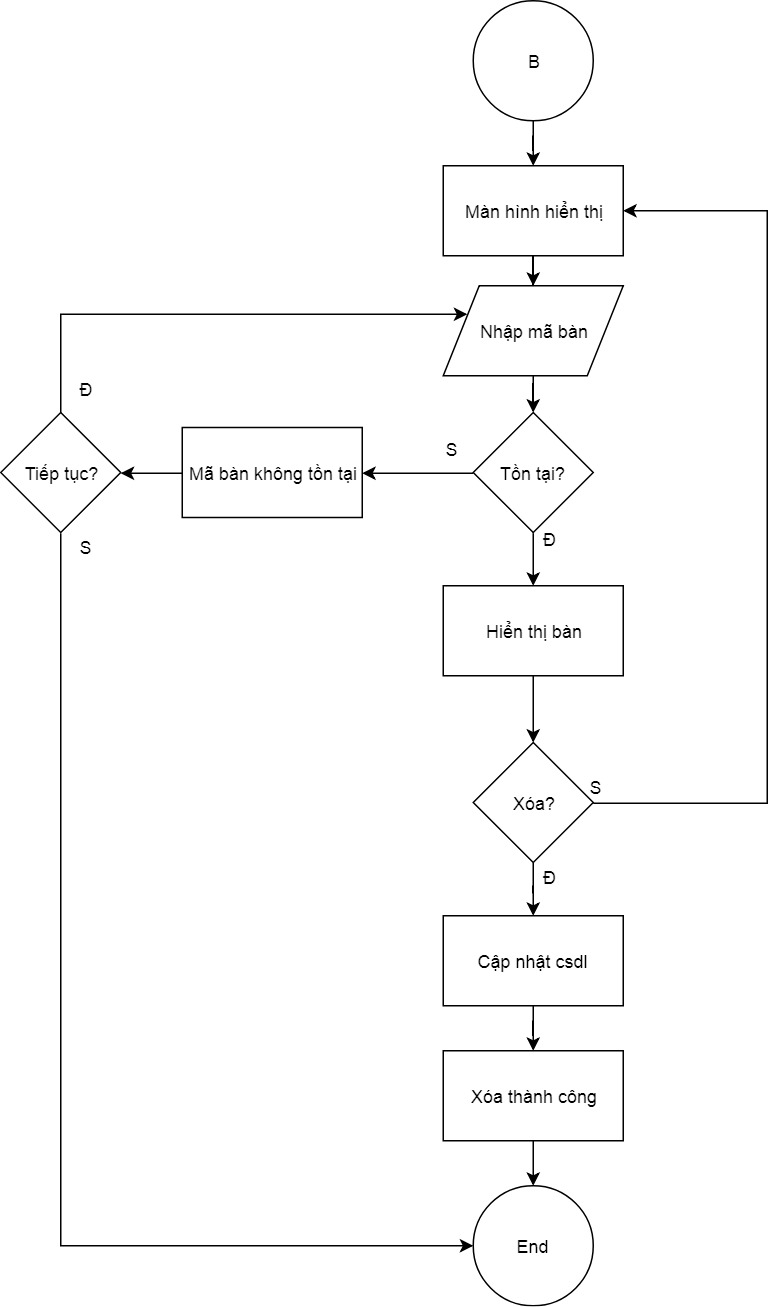 B
Màn hình hiển thị
Nhập mã bàn
Đ
Tiếp tục?
Mã bàn không tồn tại
S
Tồn tại?
S
Đ
Hiển thị bàn
Xóa?
S
Đ
Cập nhật csdl
Xóa thành công
End